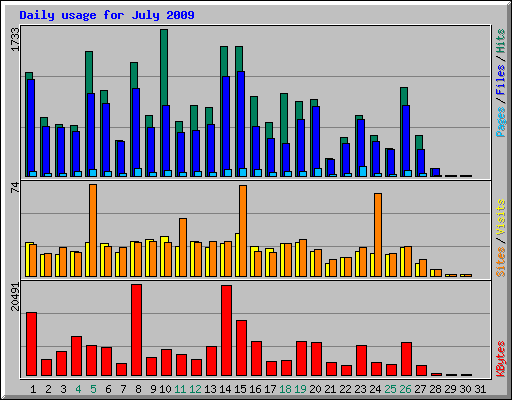 Daily usage for July 2009
1733
Pages / Files / Hits
74
Sites / Visits
20491
KBytes
1 2 3 4 5 6 7 8 9 10 11 12 13 14 15 16 17 18 19 20 21 22 23 24 25 26 27 28 29 30 31